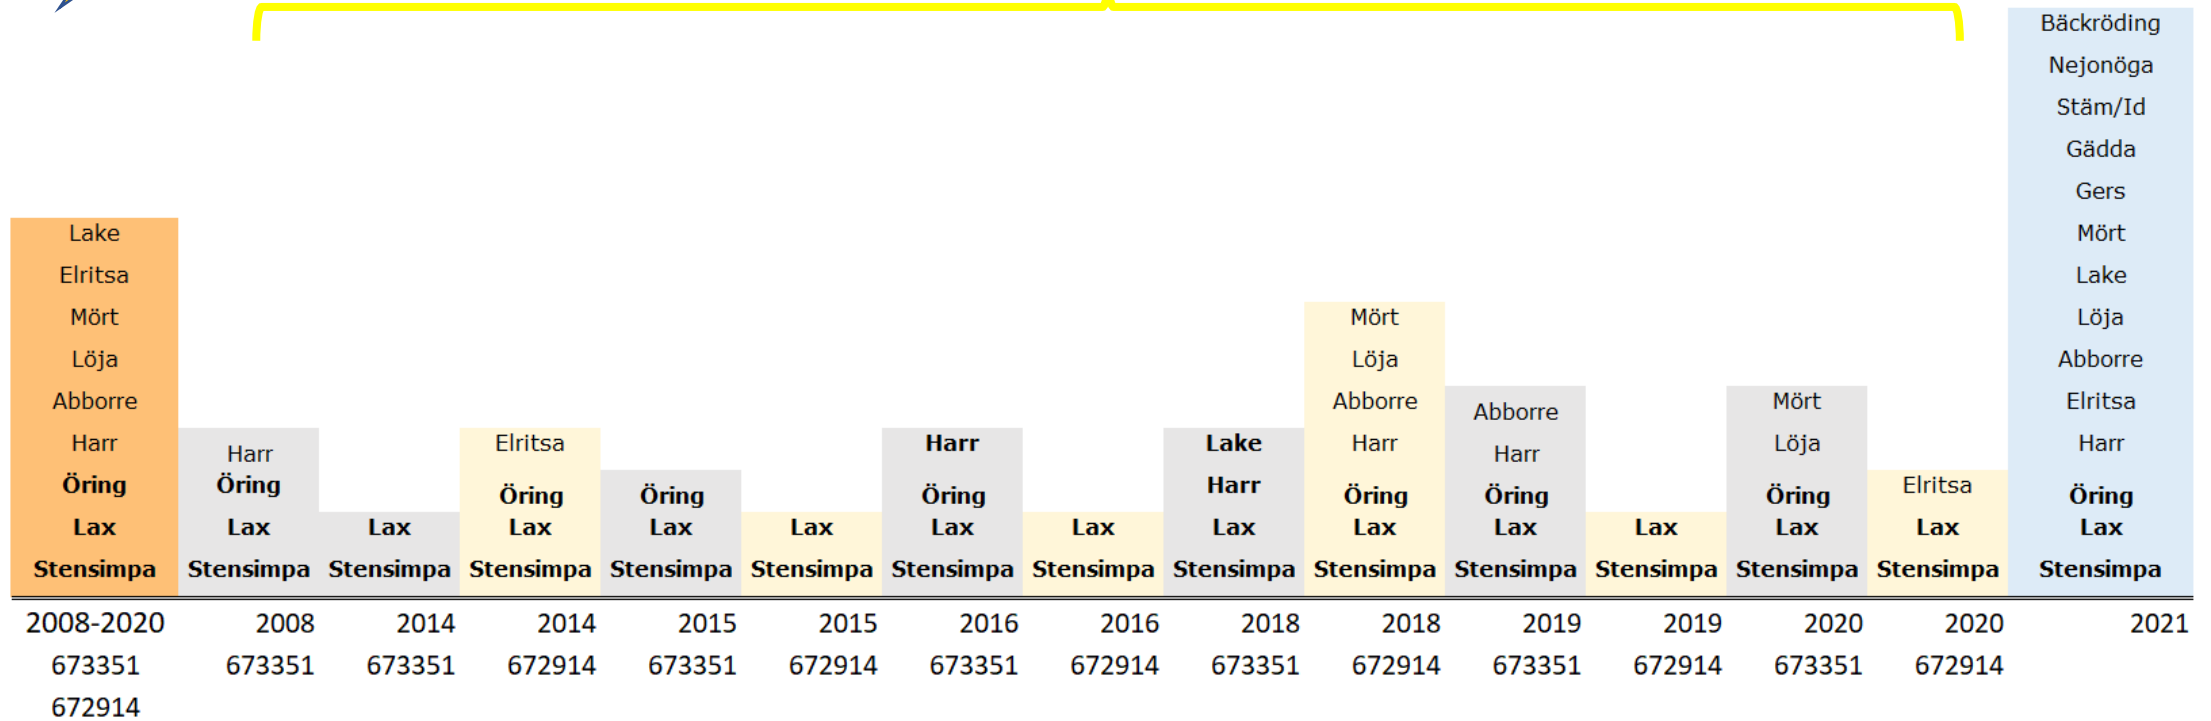 Bäckröding
Nejonöga
Stäm/Id
Gädda
Gers
Lake Mört
Elritsa Lake
Mört Mört Löja
Löja Löja Abborre
Abborre Abborre Abborre Mört Elritsa
Harr Harr Elritsa Harr Lake Harr Harr Löja Harr
Öring Öring Öring Öring Öring Harr Öring Öring Öring Elritsa Öring
Lax Lax Lax Lax Lax Lax Lax Lax Lax Lax Lax Lax Lax Lax Lax
Stensimpa Stensimpa Stensimpa Stensimpa Stensimpa Stensimpa Stensimpa Stensimpa Stensimpa Stensimpa Stensimpa Stensimpa Stensimpa Stensimpa Stensimpa
2008-2020 2008 2014 2014 2015 2015 2016 2016 2018 2018 2019 2019 2020 2020 2021
673351 673351 673351 672914 673351 672914 673351 672914 673351 672914 673351 672914 673351 672914
672914